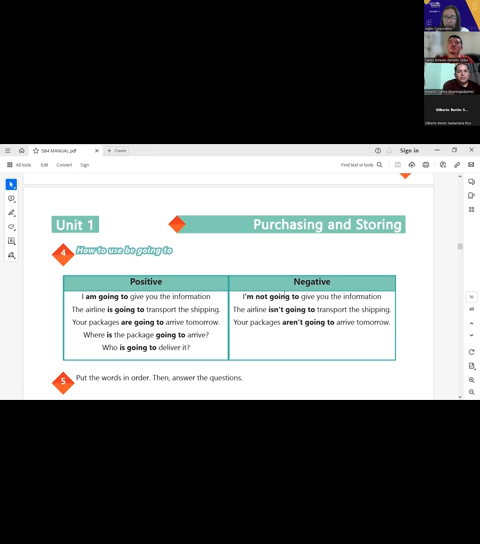 Gilberto Benito S...
Sign in
SB4 MANUAL.pdf
Create
All tools
Edit
Convert
Sign
Find text or tools
Unit 1
Purchasing and Storing
4
How to use be going to
Positive
Negative
I am going to give you the information
I'm not going to give you the information
The airline is going to transport the shipping.
The airline isn't going to transport the shipping.
Your packages are going to arrive tomorrow.
Your packages aren't going to arrive tomorrow.
Where is the package going to arrive?
Who is going to deliver it?
5
Put the words in order. Then, answer the questions.